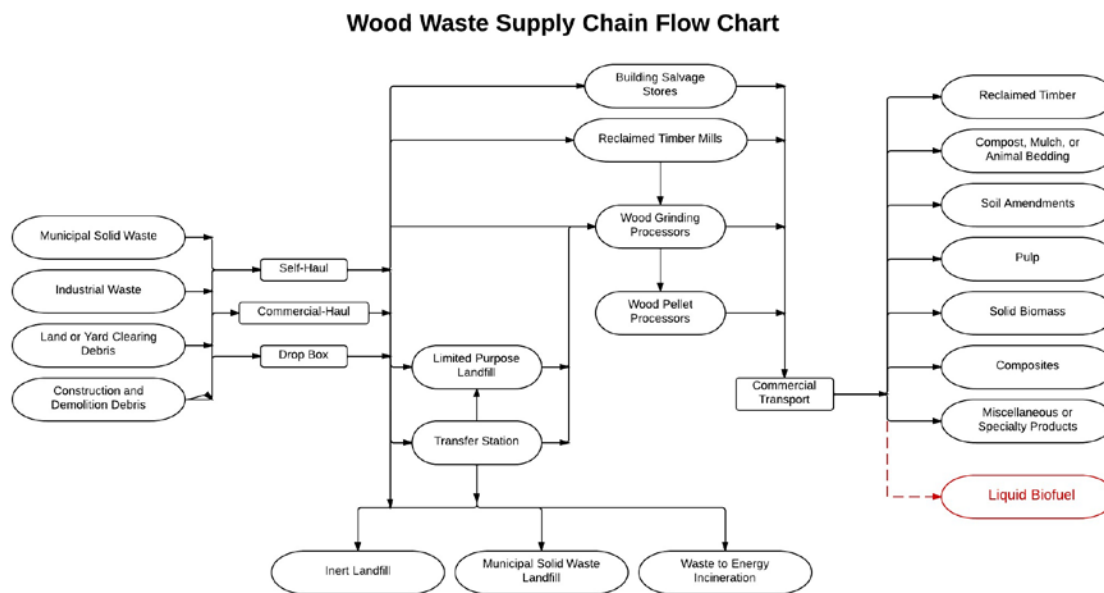 Wood Waste Supply Chain Flow Chart
Building Salvage
Stores
Reclaimed Timber Mills
Wood Grinding
Processors
Wood Pellet
Processors
Municipal Solid Waste
Industrial Waste
Land or Yard Clearing
Debris
Construction and
Demolition Debris
Self-Haul
Commercial-Haul
Drop Box
Limited Purpose
Landfill
Transfer Station
Inert Landfill
Municipal Solid Waste
Landfill
Waste to Energy
Incineration
Commercial
Transport
Reclaimed Timber
Compost, Mulch, or
Animal Bedding
Soil Amendments
Pulp
Solid Biomass
Composites
Miscellaneous or
Specialty Products
Liquid Biofuel